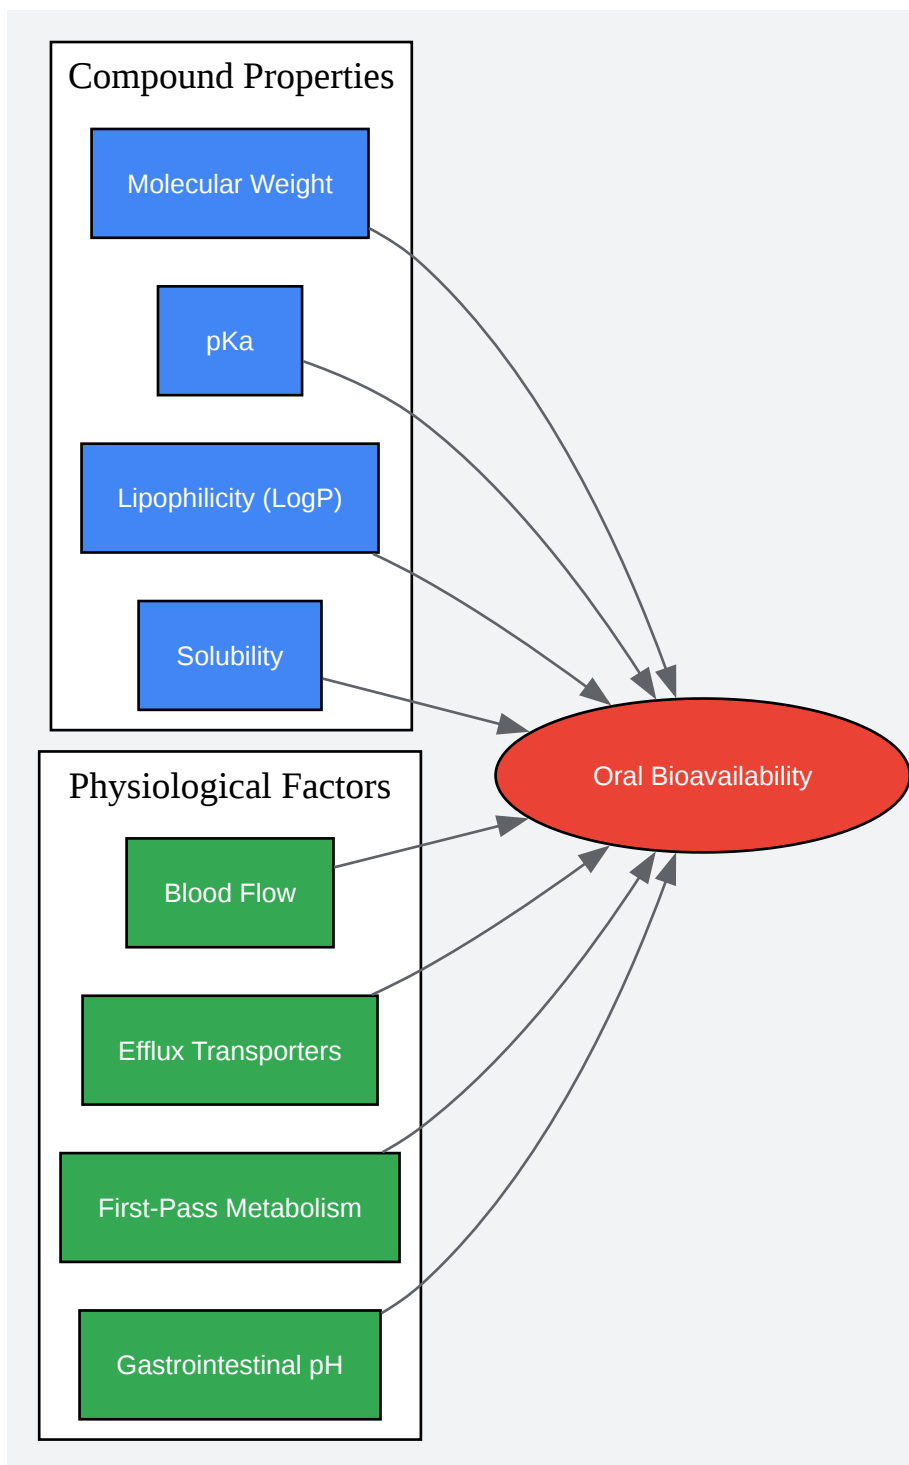 Compound Properties
Molecular Weight
pKa
Lipophilicity (LogP)
Solubility
Oral Bioavailability
Physiological Factors
Blood Flow
Efflux Transporters
First-Pass Metabolism
Gastrointestinal pH